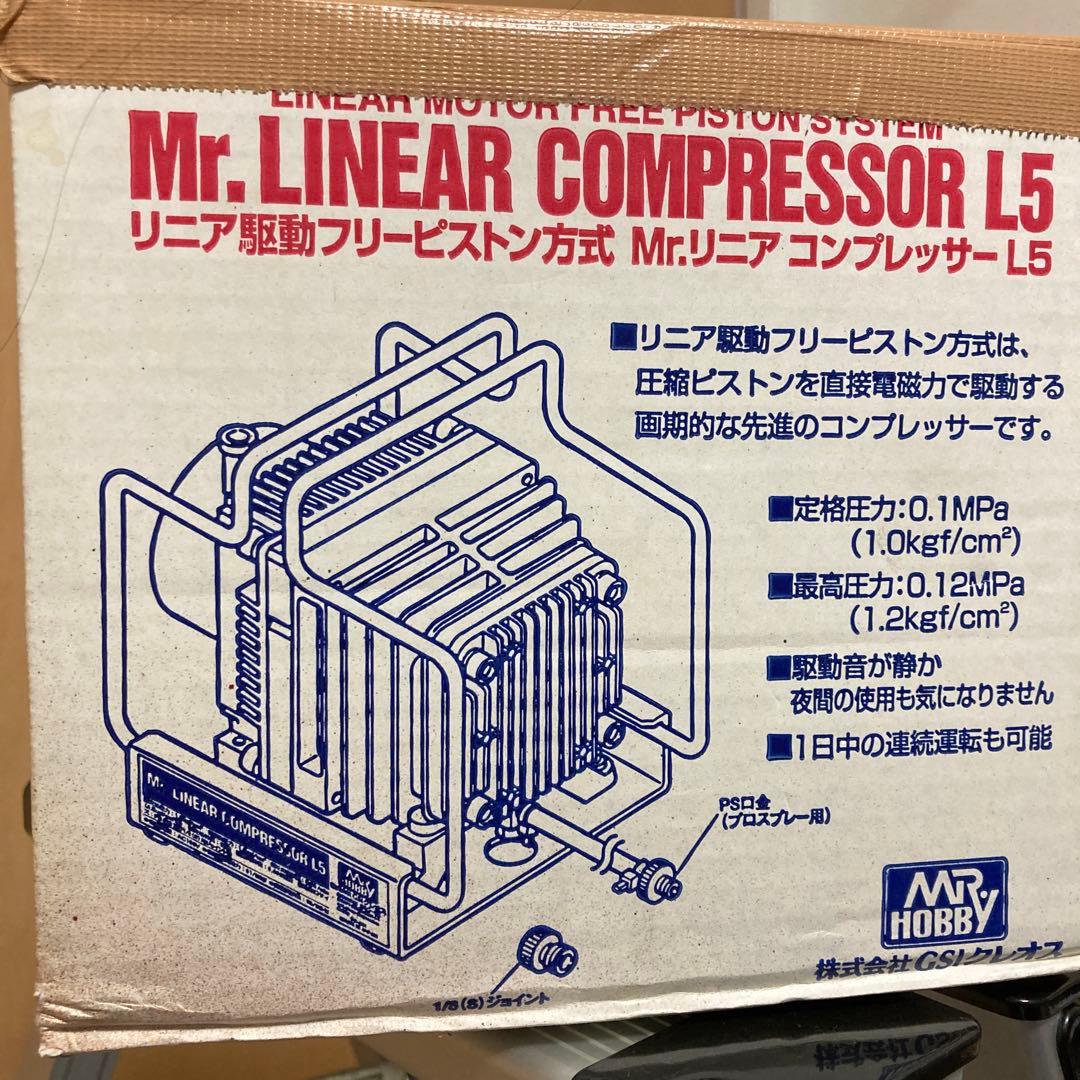 LINEAR MOTOR FREE PISTON SYSTEM
Mr. LINEAR COMPRESSOR L5
リニア駆動フリーピストン方式 Mr.リニア コンプレッサーL5
■リニア駆動フリーピストン方式は、
圧縮ピストンを直接電磁力で駆動する
画期的な先進のコンプレッサーです。
■定格圧力:0.1MPa
(1.0kgf/cm²)
■最高圧力:0.12MPa
(1.2kgf/cm²)
■駆動音が静か
夜間の使用も気になりません
■1日中の連続運転も可能
PS口金
(プロスプレー用)
Mr. LINEAR COMPRESSOR L5
MR HOBBY
1/8(S)ジョイント
MR HOBBY
株式会社GSIクレオス